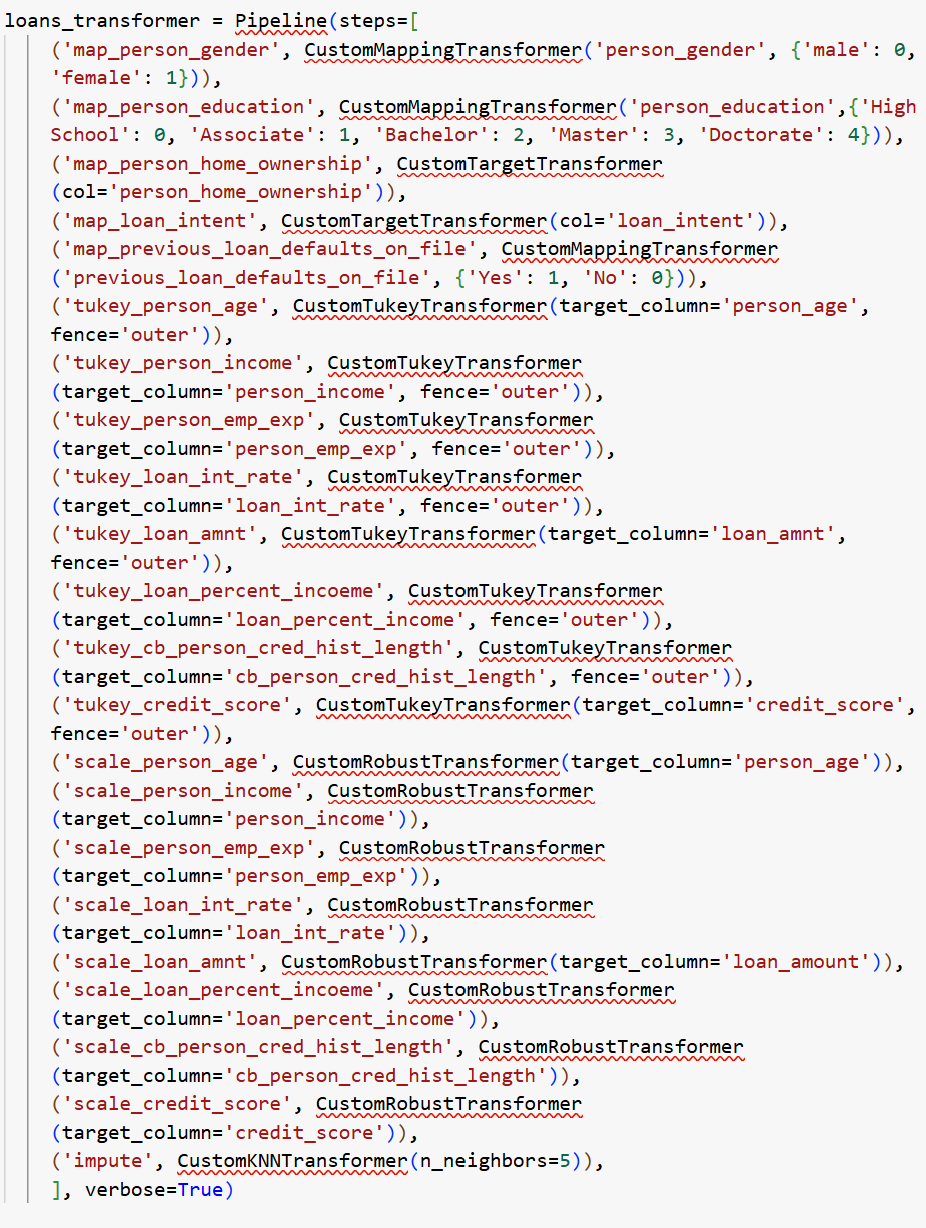 loans_transformer = Pipeline(steps=[
('map_person_gender', CustomMappingTransformer('person_gender', {'male': 0,
'female': 1})),
('map_person_education', CustomMappingTransformer('person_education',{'High
School': 0, 'Associate': 1, 'Bachelor': 2, 'Master': 3, 'Doctorate': 4})),
('map_person_home_ownership', CustomTargetTransformer
(col='person_home_ownership')),
('map_loan_intent', CustomTargetTransformer(col='loan_intent')),
('map_previous_loan_defaults_on_file', CustomMappingTransformer
('previous_loan_defaults_on_file', {'Yes': 1, 'No': 0})),
('tukey_person_age', CustomTukeyTransformer(target_column='person_age',
fence='outer')),
('tukey_person_income', CustomTukeyTransformer
(target_column='person_income', fence='outer')),
('tukey_person_emp_exp', CustomTukeyTransformer
(target_column='person_emp_exp', fence='outer')),
('tukey_loan_int_rate', CustomTukeyTransformer
(target_column='loan_int_rate', fence='outer')),
('tukey_loan_amnt', CustomTukeyTransformer(target_column='loan_amnt',
fence='outer')),
('tukey_loan_percent_incoeme', CustomTukeyTransformer
(target_column='loan_percent_income', fence='outer')),
('tukey_cb_person_cred_hist_length', CustomTukeyTransformer
(target_column='cb_person_cred_hist_length', fence='outer')),
('tukey_credit_score', CustomTukeyTransformer(target_column='credit_score',
fence='outer')),
('scale_person_age', CustomRobustTransformer(target_column='person_age')),
('scale_person_income', CustomRobustTransformer
(target_column='person_income')),
('scale_person_emp_exp', CustomRobustTransformer
(target_column='person_emp_exp')),
('scale_loan_int_rate', CustomRobustTransformer
(target_column='loan_int_rate')),
('scale_loan_amnt', CustomRobustTransformer(target_column='loan_amount')),
('scale_loan_percent_incoeme', CustomRobustTransformer
(target_column='loan_percent_income')),
('scale_cb_person_cred_hist_length', CustomRobustTransformer
(target_column='cb_person_cred_hist_length')),
('scale_credit_score', CustomRobustTransformer
(target_column='credit_score')),
('impute', CustomKNNTransformer(n_neighbors=5)),
], verbose=True)